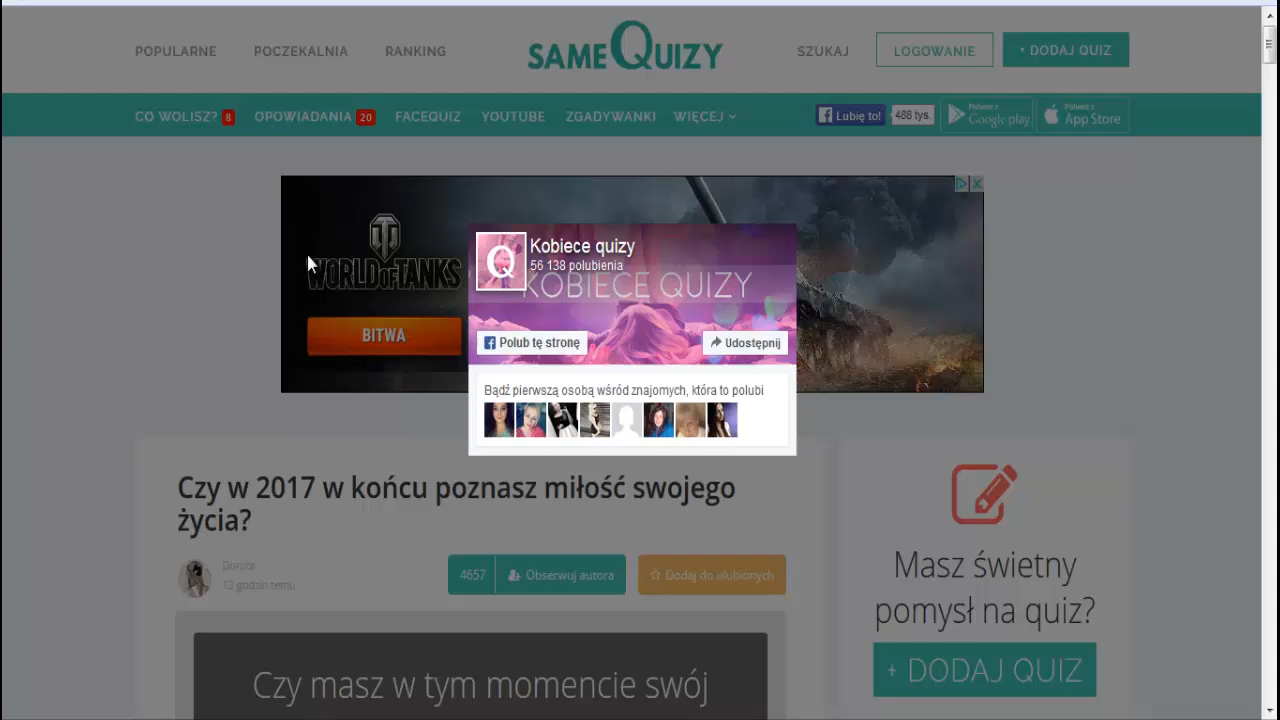 POPULARNE POCZEKALNIA RANKING SAMEQUIZY SZUKAJ LOGOWANIE + DODAJ QUIZ
CO WOLISZ? 8 OPOWIADANIA 20 FACEQUIZ YOUTUBE ZGADYWANKI WIĘCEJ Lubię to! 488 tys. Pobierz z Google play Pobierz z App Store
WORLD OF TANKS
BITWA
Q
Kobiece quizy
56 138 polubienia
KOBIECE QUIZY
Polub tę stronę Udostępnij
Bądź pierwszą osobą wśród znajomych, która to polubi
Czy w 2017 w końcu poznasz miłość swojego
życia?
Dorota
12 godzin temu
4657 Obserwuj autora Dodaj do ulubionych
Czy masz w tym momencie swój
Masz świetny
pomysł na quiz?
+ DODAJ QUIZ